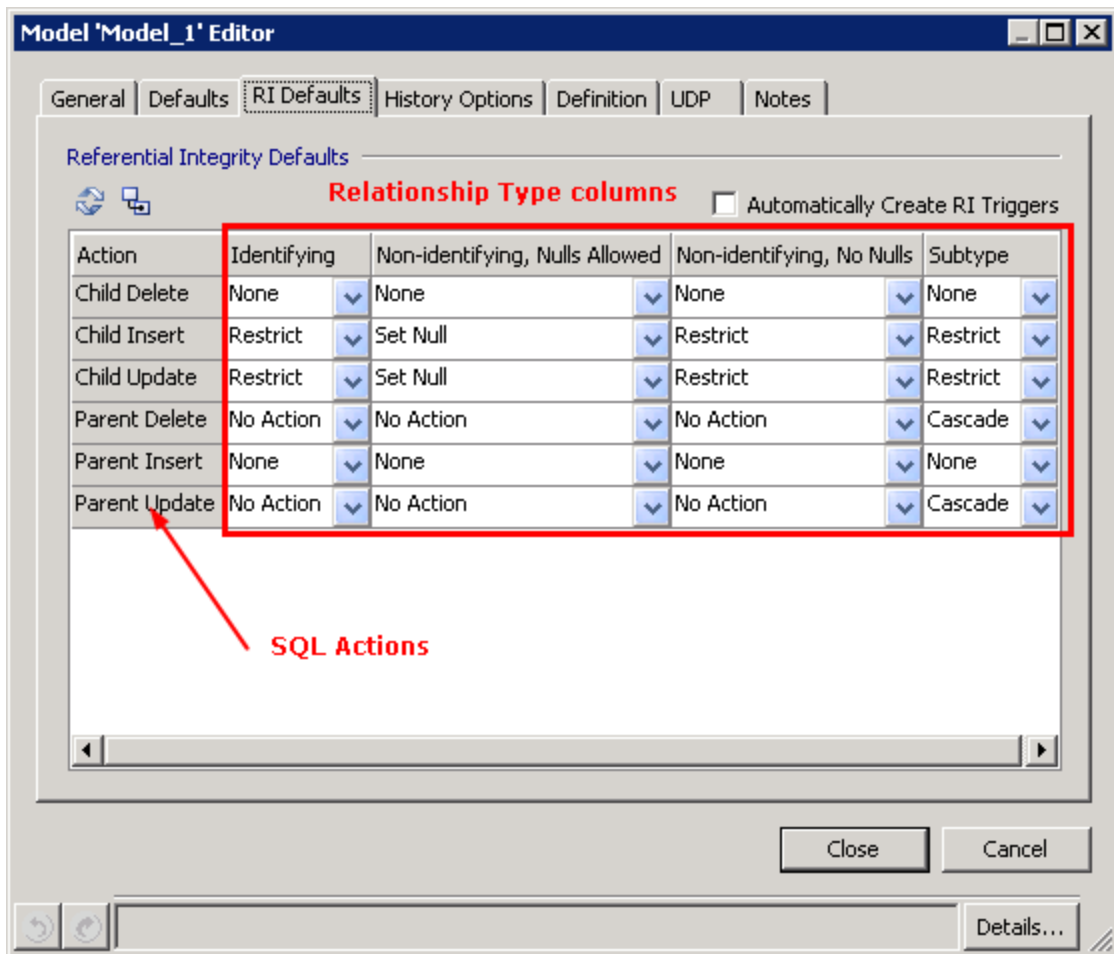 Model 'Model_1' Editor
General Defaults RI Defaults History Options Definition UDP Notes
Referential Integrity Defaults
Relationship Type columns Automatically Create RI Triggers
Action Identifying Non-identifying, Nulls Allowed Non-identifying, No Nulls Subtype
Child Delete None None None None
Child Insert Restrict Set Null Restrict Restrict
Child Update Restrict Set Null Restrict Restrict
Parent Delete No Action No Action No Action Cascade
Parent Insert None None None None
Parent Update No Action No Action No Action Cascade
SQL Actions
Close Cancel
Details...